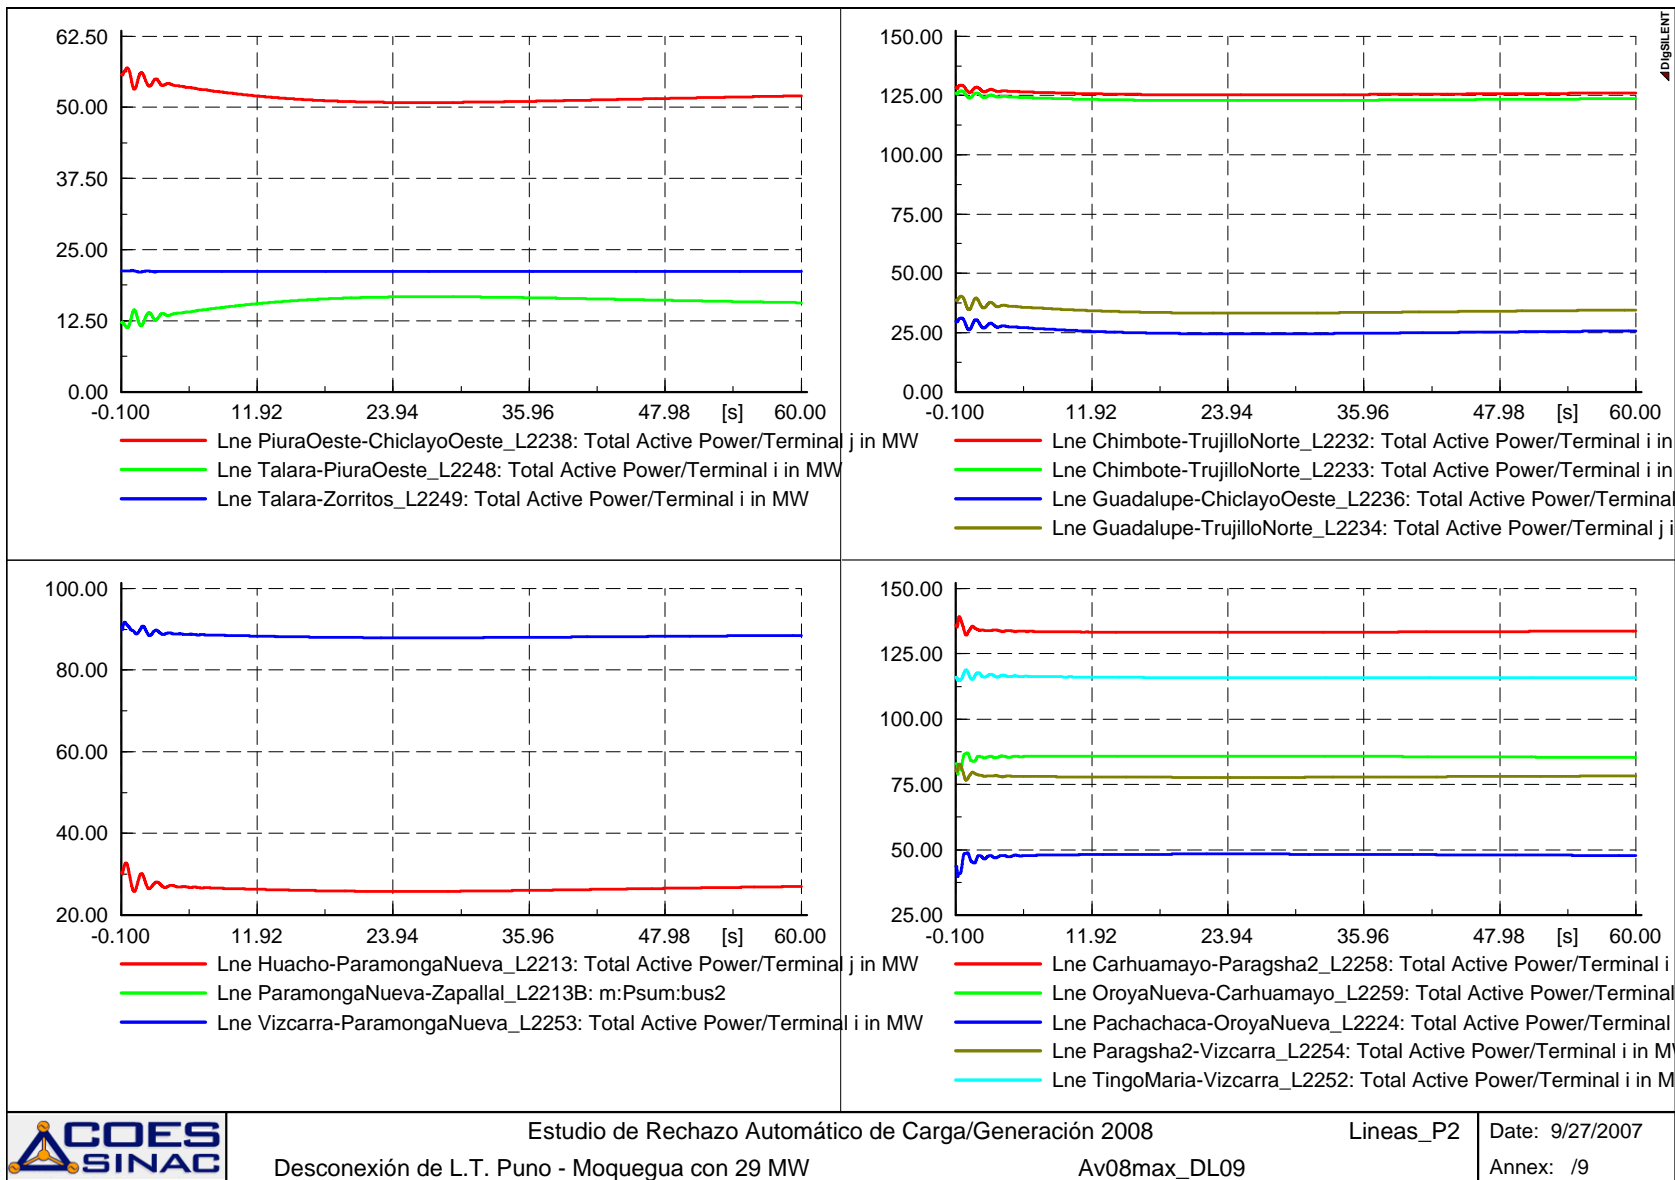 DIgSILENT
62.50
50.00
37.50
25.00
12.50
0.00
-0.100 11.92 23.94 35.96 47.98 [s] 60.00
Lne PiuraOeste-ChiclayoOeste_L2238: Total Active Power/Terminal j in MW
Lne Talara-PiuraOeste_L2248: Total Active Power/Terminal i in MW
Lne Talara-Zorritos_L2249: Total Active Power/Terminal i in MW
150.00
125.00
100.00
75.00
50.00
25.00
0.00
-0.100 11.92 23.94 35.96 47.98 [s] 60.00
Lne Chimbote-TrujilloNorte_L2232: Total Active Power/Terminal i in
Lne Chimbote-TrujilloNorte_L2233: Total Active Power/Terminal i in
Lne Guadalupe-ChiclayoOeste_L2236: Total Active Power/Terminal
Lne Guadalupe-TrujilloNorte_L2234: Total Active Power/Terminal j i
100.00
80.00
60.00
40.00
20.00
-0.100 11.92 23.94 35.96 47.98 [s] 60.00
Lne Huacho-ParamongaNueva_L2213: Total Active Power/Terminal j in MW
Lne ParamongaNueva-Zapallal_L2213B: m:Psum:bus2
Lne Vizcarra-ParamongaNueva_L2253: Total Active Power/Terminal i in MW
150.00
125.00
100.00
75.00
50.00
25.00
-0.100 11.92 23.94 35.96 47.98 [s] 60.00
Lne Carhuamayo-Paragsha2_L2258: Total Active Power/Terminal i
Lne OroyaNueva-Carhuamayo_L2259: Total Active Power/Terminal
Lne Pachachaca-OroyaNueva_L2224: Total Active Power/Terminal
Lne Paragsha2-Vizcarra_L2254: Total Active Power/Terminal i in M
Lne TingoMaria-Vizcarra_L2252: Total Active Power/Terminal i in M
COES
SINAC
Estudio de Rechazo Automático de Carga/Generación 2008 Lineas_P2
Desconexión de L.T. Puno - Moquegua con 29 MW Av08max_DL09
Date: 9/27/2007
Annex: /9